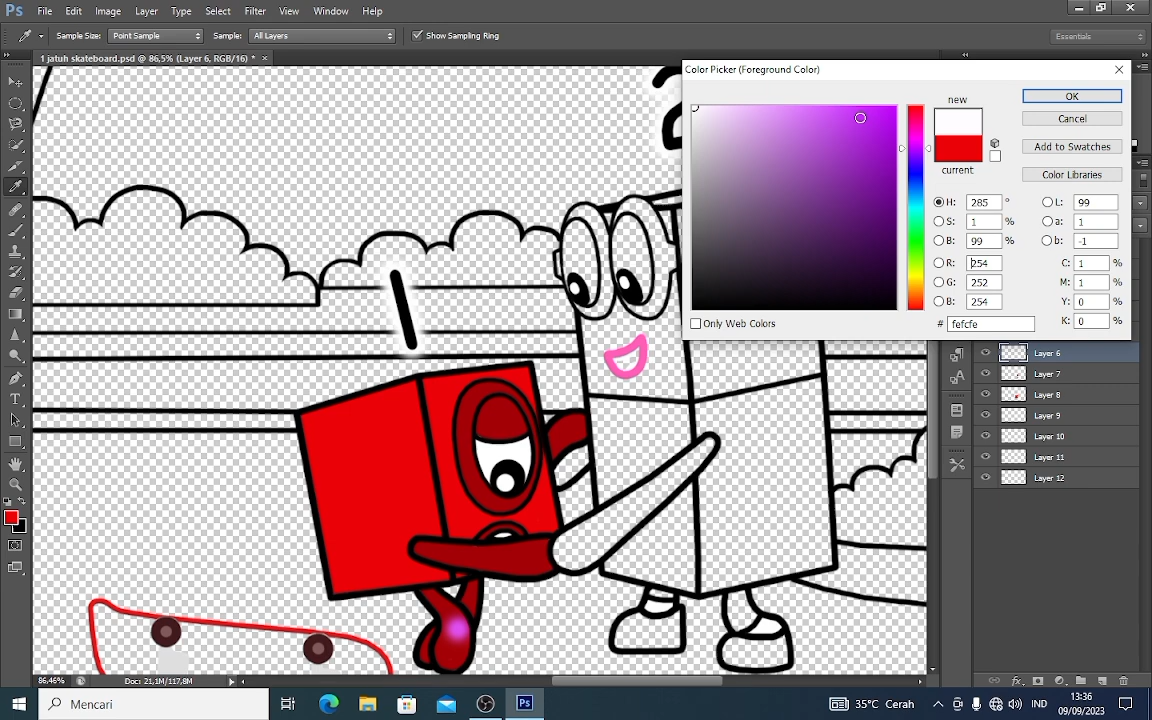 Ps File Edit Image Layer Type Select Filter View Window Help
Sample Size: Point Sample Sample: All Layers Show Sampling Ring Essentials
1 jatuh skateboard.psd @ 86,5% (Layer 6, RGB/16) * ×
Color Picker (Foreground Color)
new
OK
Cancel
Add to Swatches
current
Color Libraries
H: 285 ° L: 99
S: 1 % a: 1
B: 99 % b: -1
R: 254 C: 1 %
G: 252 M: 1 %
B: 254 Y: 0 %
Only Web Colors # fefcfe K: 0 %
Layer 6
Layer 7
Layer 8
Layer 9
Layer 10
Layer 11
Layer 12
86.46% Doc: 21,1M/117,8M
Mencari
Ps
35°C Cerah
IND
13:36
09/09/2023